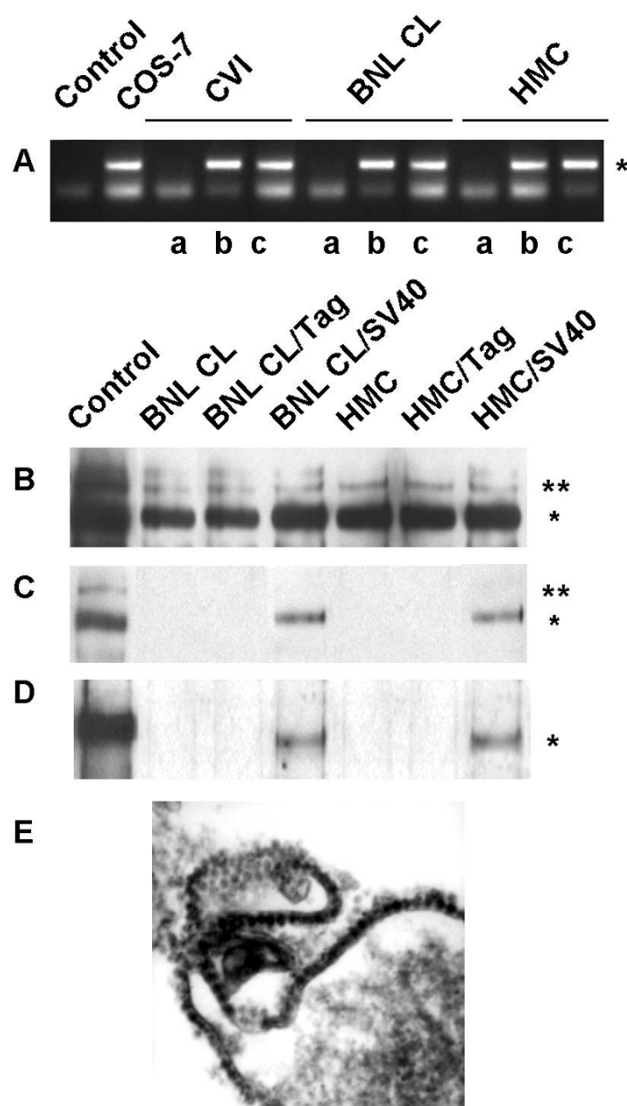 Control
COS-7
CVI
BNL CL
HMC
A
*
a b c a b c a b c
Control
BNL CL
BNL CL/Tag
BNL CL/SV40
HMC
HMC/Tag
HMC/SV40
B
**
*
C
**
*
D
*
E